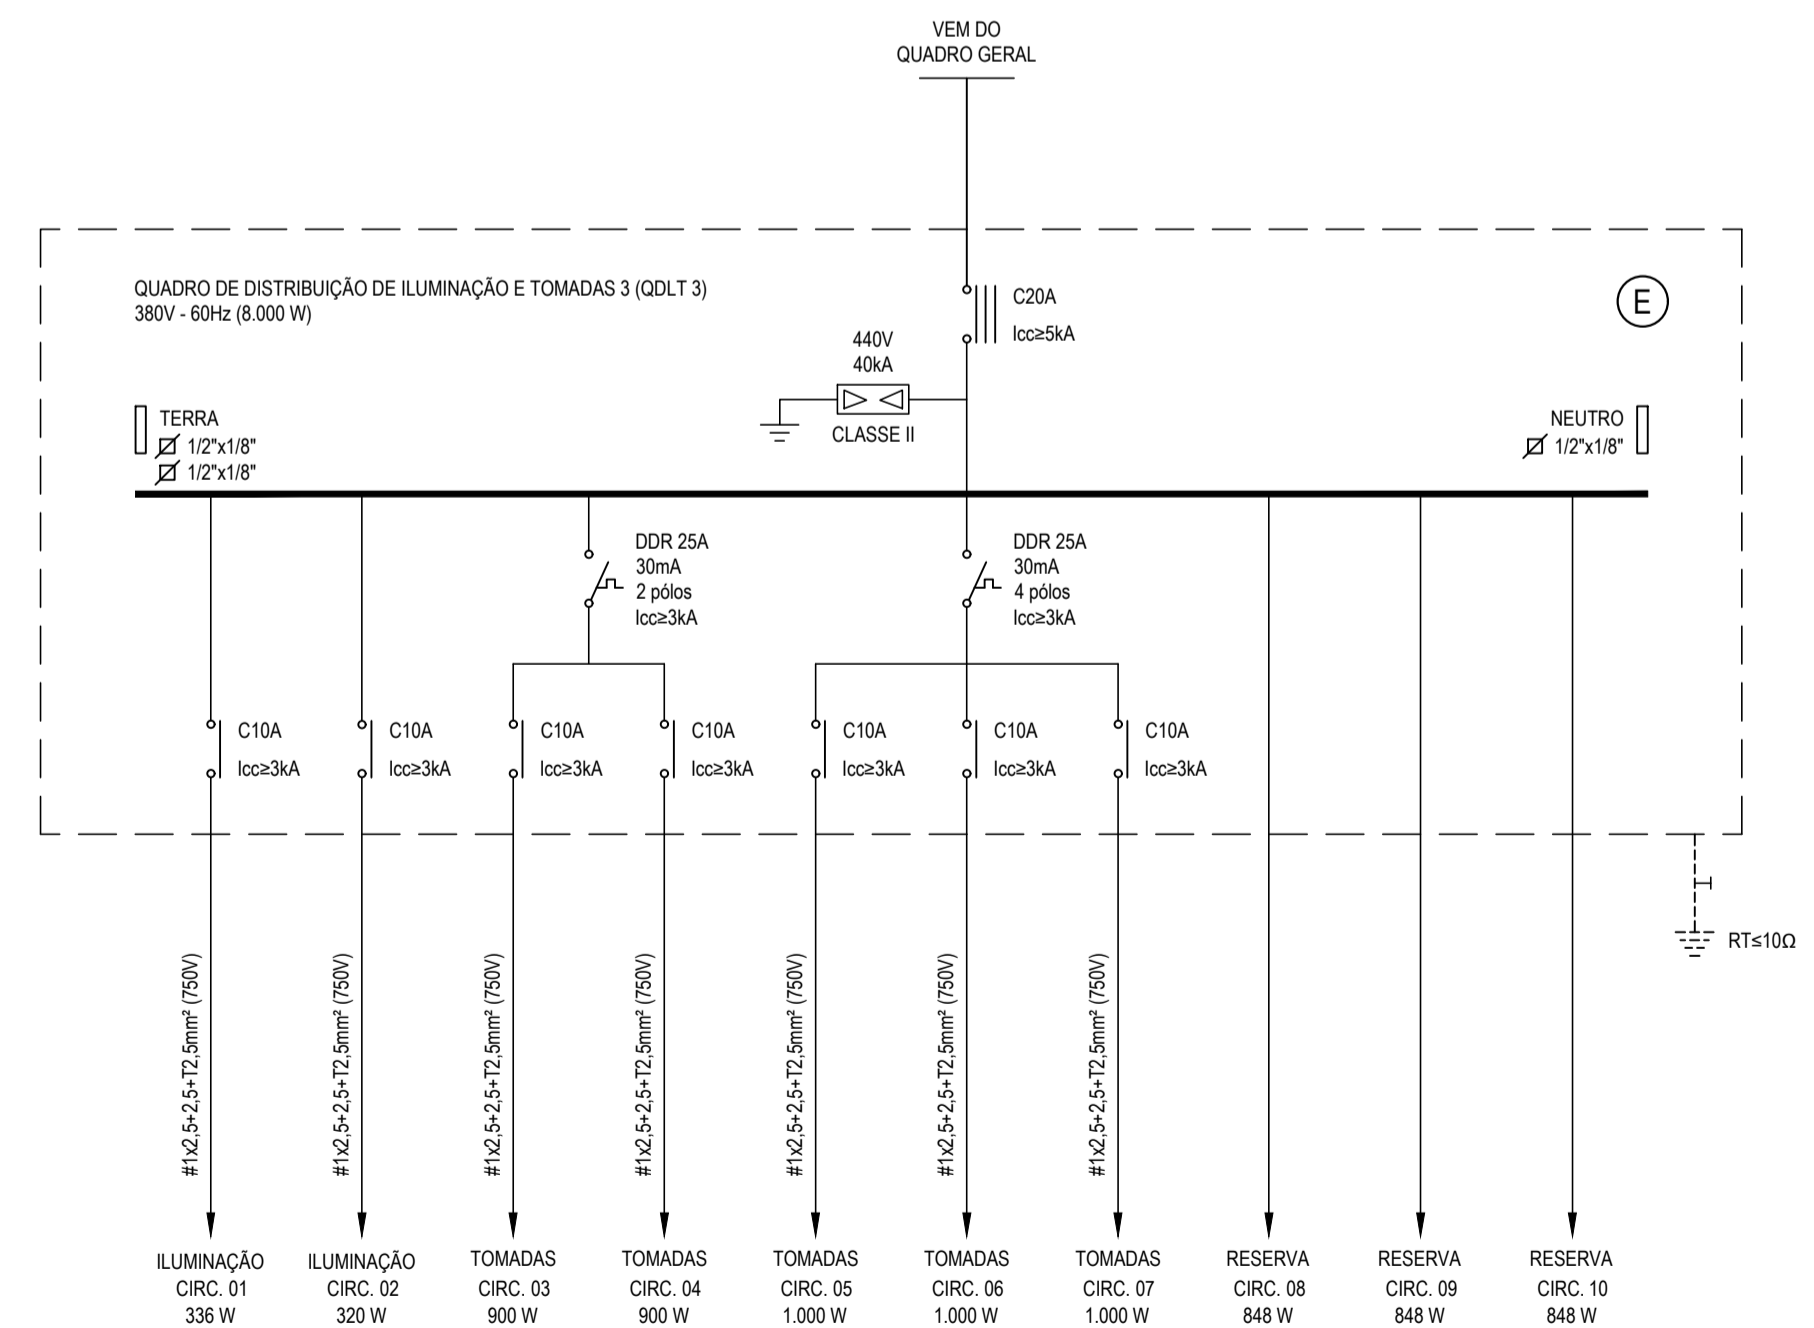 VEM DO
QUADRO GERAL
QUADRO DE DISTRIBUIÇÃO DE ILUMINAÇÃO E TOMADAS 3 (QDLT 3)
380V - 60Hz (8.000 W)
C20A
Icc≥5kA
E
440V
40kA
CLASSE II
TERRA
1/2"x1/8"
1/2"x1/8"
NEUTRO
1/2"x1/8"
DDR 25A
30mA
2 pólos
Icc≥3kA
DDR 25A
30mA
4 pólos
Icc≥3kA
C10A
Icc≥3kA
C10A
Icc≥3kA
C10A
Icc≥3kA
C10A
Icc≥3kA
C10A
Icc≥3kA
C10A
Icc≥3kA
C10A
Icc≥3kA
RT≤10Ω
#1x2,5+2,5+T2,5mm² (750V)
#1x2,5+2,5+T2,5mm² (750V)
#1x2,5+2,5+T2,5mm² (750V)
#1x2,5+2,5+T2,5mm² (750V)
#1x2,5+2,5+T2,5mm² (750V)
#1x2,5+2,5+T2,5mm² (750V)
#1x2,5+2,5+T2,5mm² (750V)
ILUMINAÇÃO
CIRC. 01
336 W
ILUMINAÇÃO
CIRC. 02
320 W
TOMADAS
CIRC. 03
900 W
TOMADAS
CIRC. 04
900 W
TOMADAS
CIRC. 05
1.000 W
TOMADAS
CIRC. 06
1.000 W
TOMADAS
CIRC. 07
1.000 W
RESERVA
CIRC. 08
848 W
RESERVA
CIRC. 09
848 W
RESERVA
CIRC. 10
848 W